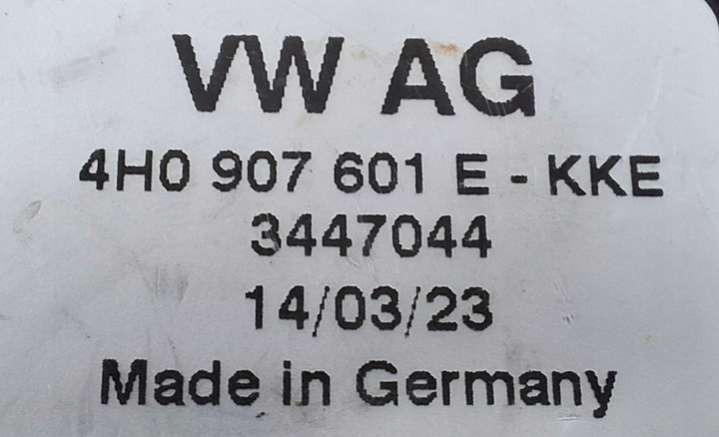 VW AG
4H0 907 601 E - KKE
3447044
14/03/23
Made in Germany